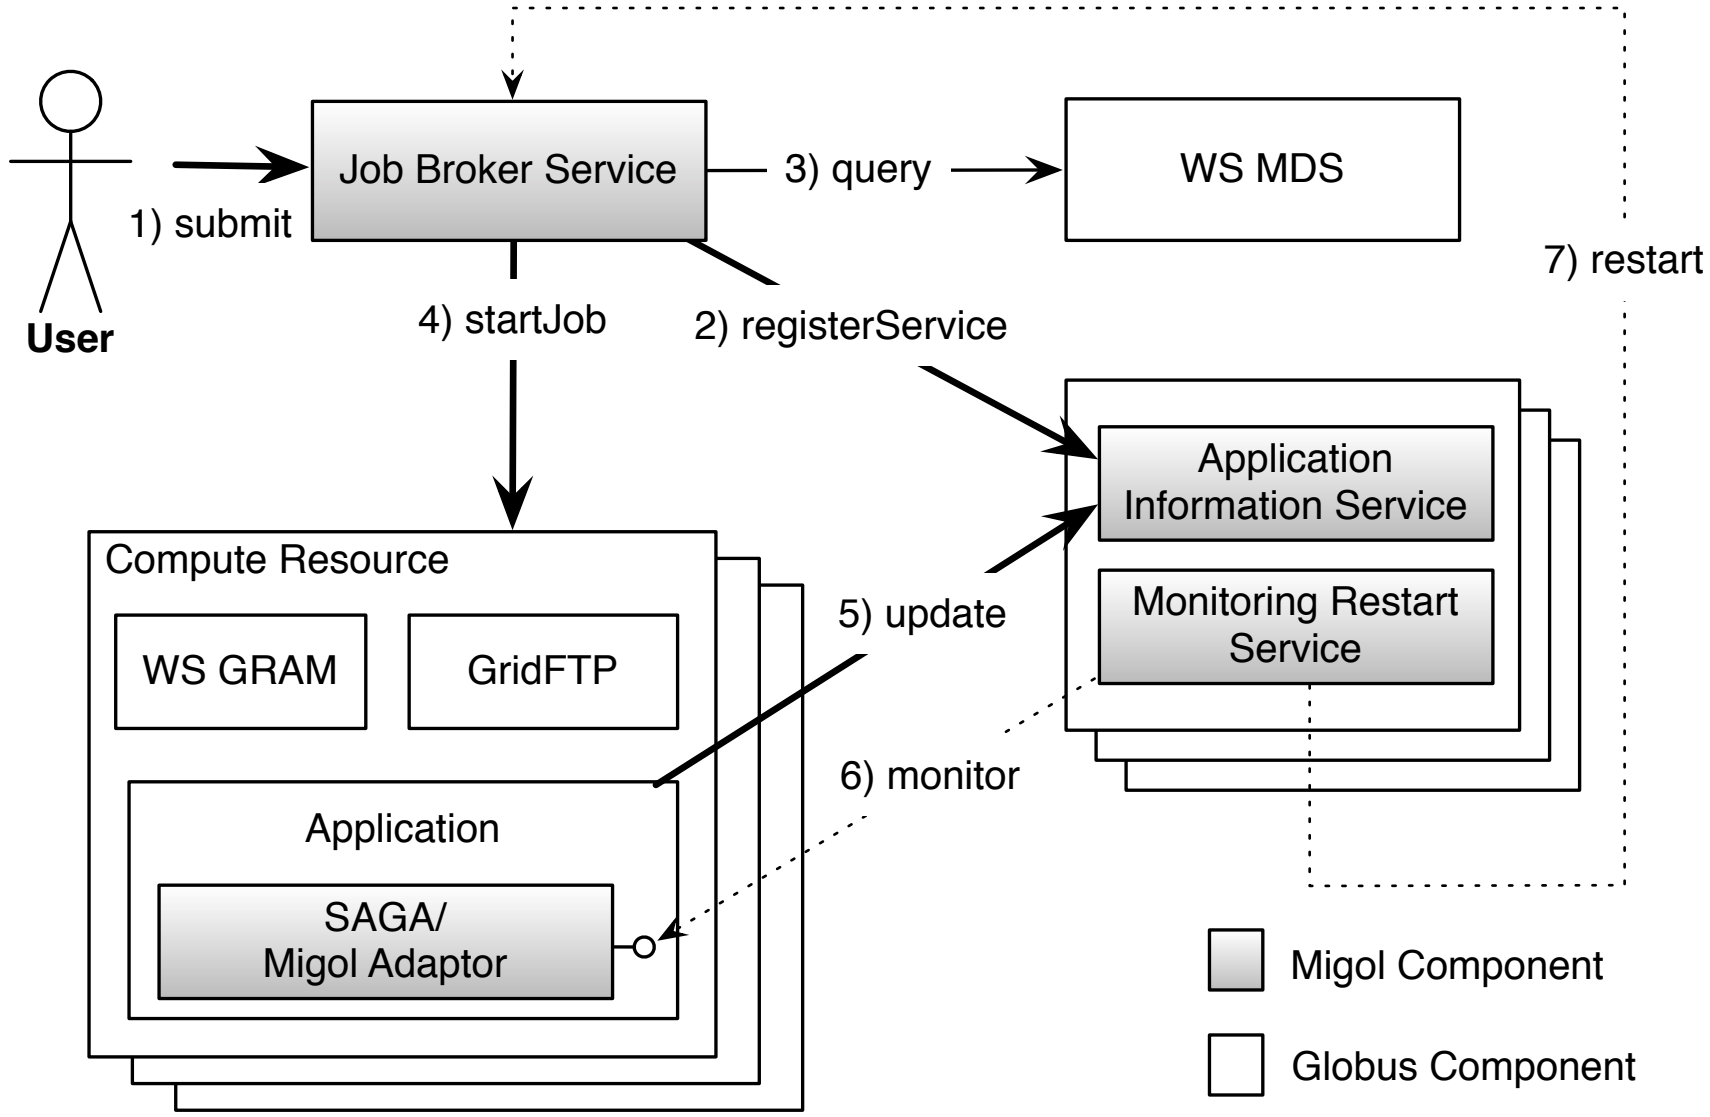 Job Broker Service
3) query
WS MDS
1) submit
User
4) startJob
2) registerService
7) restart
Application
Information Service
Monitoring Restart
Service
Compute Resource
WS GRAM
GridFTP
5) update
6) monitor
Application
SAGA/
Migol Adaptor
Migol Component
Globus Component